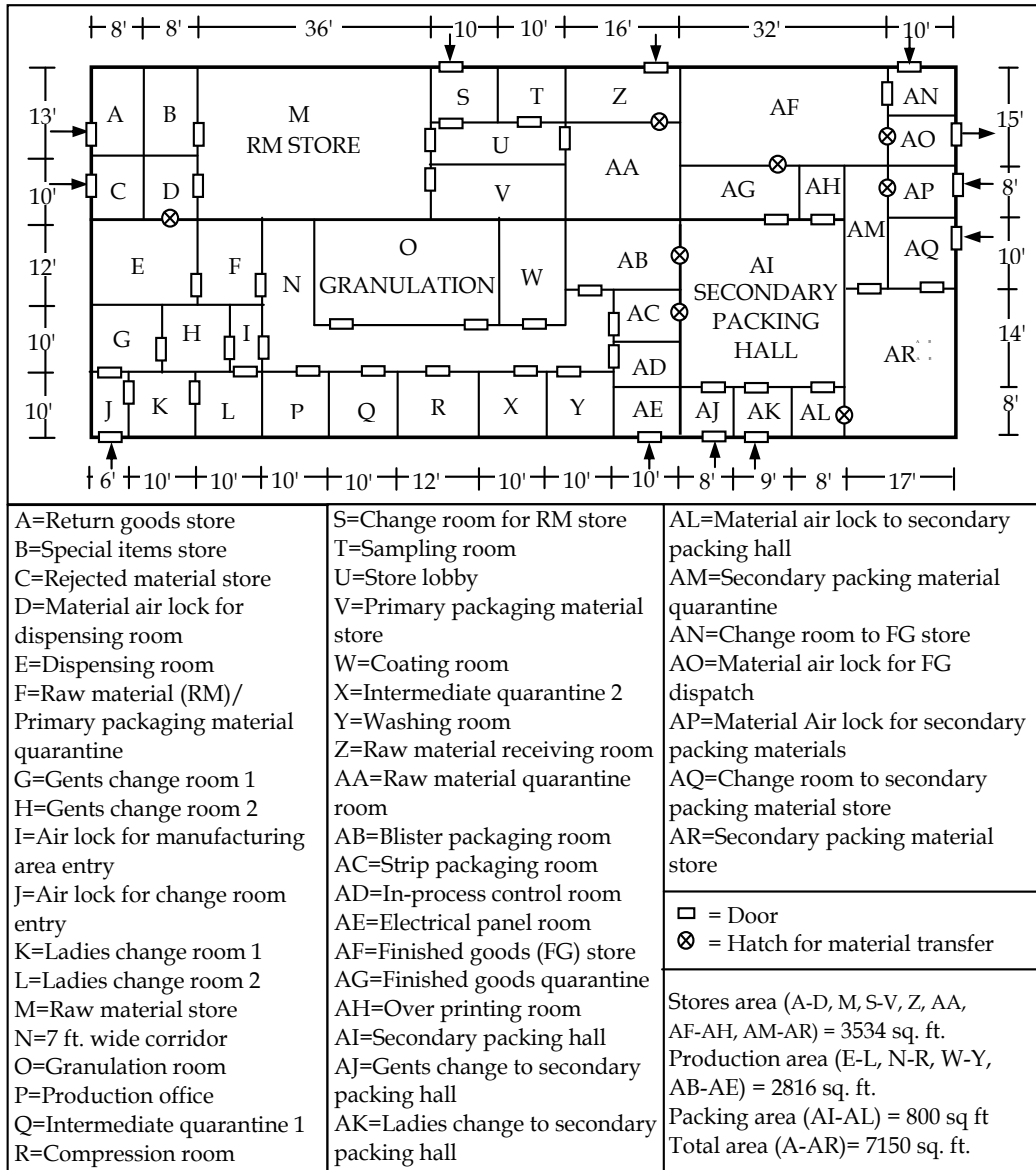 8' 8' 36' 10' 10' 16' 32' 10'
13' 10' 12' 10' 10'
15' 8' 10' 14' 8'
A B M S T Z AF AN
RM STORE U AA AO
C D V AG AH AP
AM
E F N O W AB AI AQ
GRANULATION SECONDARY
PACKING
HALL
G H I AC AR
AD
J K L P Q R X Y AE AJ AK AL
6' 10' 10' 10' 10' 12' 10' 10' 10' 8' 9' 8' 17'
A=Return goods store
B=Special items store
C=Rejected material store
D=Material air lock for
dispensing room
E=Dispensing room
F=Raw material (RM)/
Primary packaging material
quarantine
G=Gents change room 1
H=Gents change room 2
I=Air lock for manufacturing
area entry
J=Air lock for change room
entry
K=Ladies change room 1
L=Ladies change room 2
M=Raw material store
N=7 ft. wide corridor
O=Granulation room
P=Production office
Q=Intermediate quarantine 1
R=Compression room
S=Change room for RM store
T=Sampling room
U=Store lobby
V=Primary packaging material
store
W=Coating room
X=Intermediate quarantine 2
Y=Washing room
Z=Raw material receiving room
AA=Raw material quarantine
room
AB=Blister packaging room
AC=Strip packaging room
AD=In-process control room
AE=Electrical panel room
AF=Finished goods (FG) store
AG=Finished goods quarantine
AH=Over printing room
AI=Secondary packing hall
AJ=Gents change to secondary
packing hall
AK=Ladies change to secondary
packing hall
AL=Material air lock to secondary
packing hall
AM=Secondary packing material
quarantine
AN=Change room to FG store
AO=Material air lock for FG
dispatch
AP=Material Air lock for secondary
packing materials
AQ=Change room to secondary
packing material store
AR=Secondary packing material
store
= Door
= Hatch for material transfer
Stores area (A-D, M, S-V, Z, AA,
AF-AH, AM-AR) = 3534 sq. ft.
Production area (E-L, N-R, W-Y,
AB-AE) = 2816 sq. ft.
Packing area (AI-AL) = 800 sq ft
Total area (A-AR)= 7150 sq. ft.